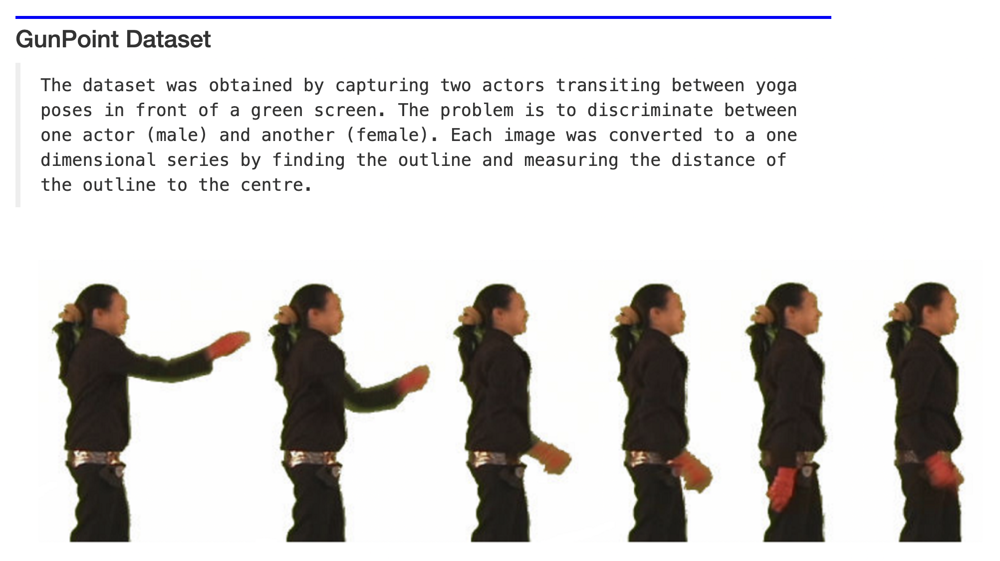 GunPoint Dataset
The dataset was obtained by capturing two actors transiting between yoga
poses in front of a green screen. The problem is to discriminate between
one actor (male) and another (female). Each image was converted to a one
dimensional series by finding the outline and measuring the distance of
the outline to the centre.